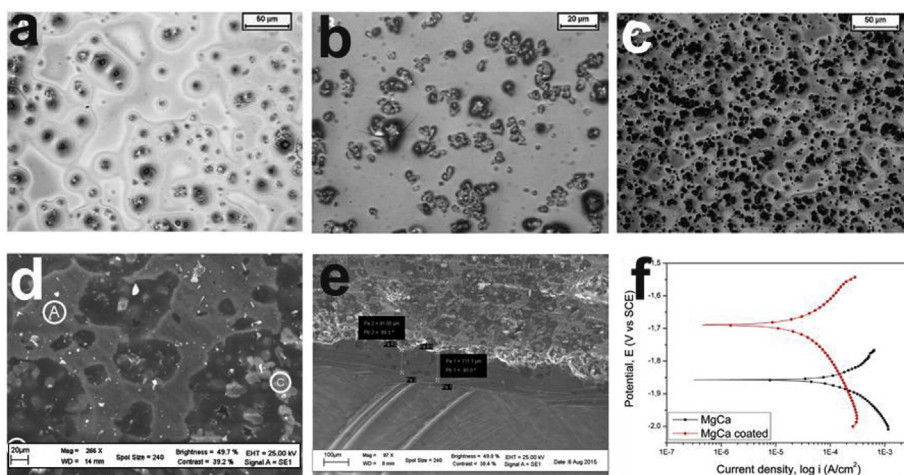 a
60 µm
b
20 µm
c
50 µm
d
A
C
20µm
Mag = 266 X
WD = 14 mm
Spot Size = 240
Brightness = 49.7 %
Contrast = 39.2 %
EHT = 25.00 kV
Signal A = SE1
e
100µm
Mag = 97 X
WD = 8 mm
Spot Size = 240
Brightness = 49.8 %
Contrast = 38.4 %
EHT = 25.00 kV
Signal A = SE1
Date :6 Aug 2015
f
Potential, E (V vs SCE)
-1,5
-1,6
-1,7
-1.8
-1.9
-2.0
MgCa
MgCa coated
1E-7
1E-6
1E-5
1E-4
1E-3
Current density, log i (A/cm²)